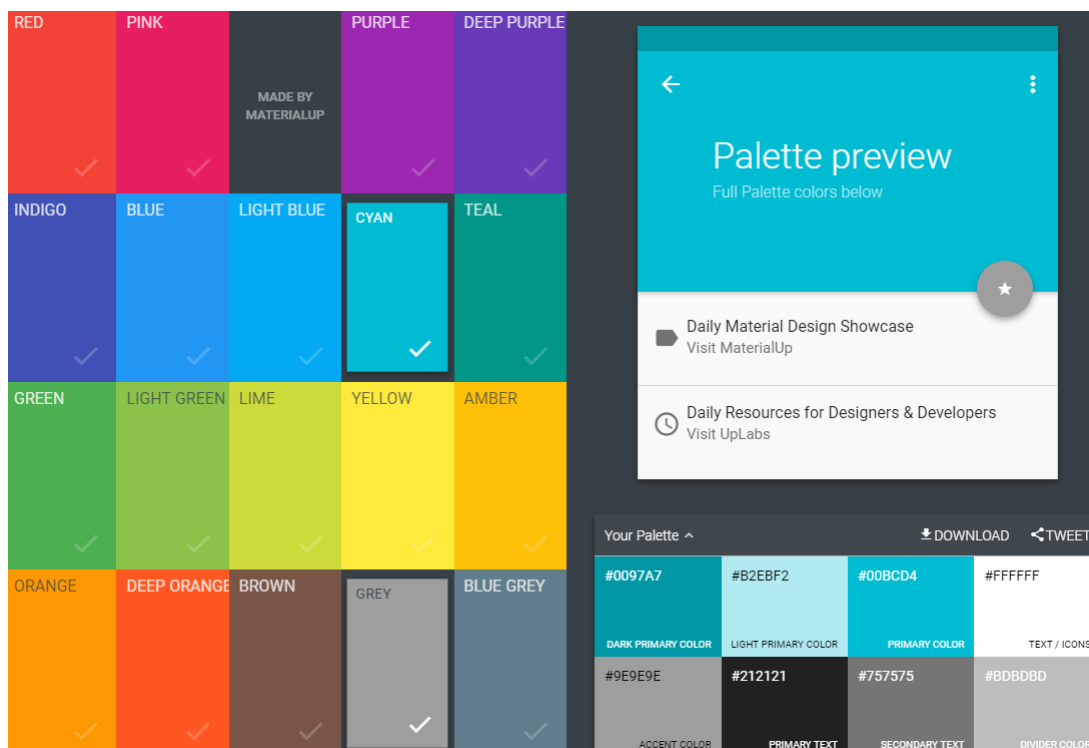 RED
PINK
MADE BY
MATERIALUP
PURPLE
DEEP PURPLE
INDIGO
BLUE
LIGHT BLUE
CYAN
TEAL
GREEN
LIGHT GREEN
LIME
YELLOW
AMBER
ORANGE
DEEP ORANGE
BROWN
GREY
BLUE GREY
Palette preview
Full Palette colors below
Daily Material Design Showcase
Visit MaterialUp
Daily Resources for Designers & Developers
Visit UpLabs
Your Palette
DOWNLOAD
TWEET
#0097A7
DARK PRIMARY COLOR
#B2EBF2
LIGHT PRIMARY COLOR
#00BCD4
PRIMARY COLOR
#FFFFFF
TEXT / ICONS
#9E9E9E
ACCENT COLOR
#212121
PRIMARY TEXT
#757575
SECONDARY TEXT
#BDBDBD
DIVIDER COLOR